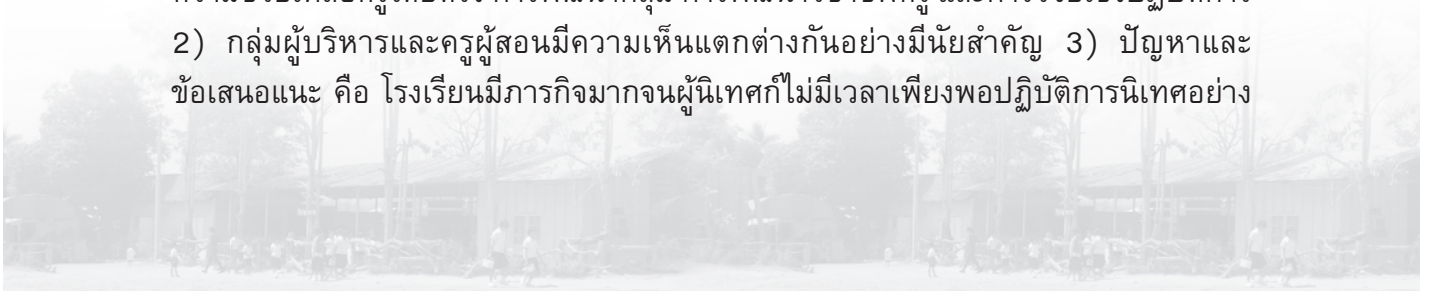 2) กลุ่มผู้บริหารและครูผู้สอนมีความเห็นแตกต่างกันอย่างมีนัยสำคัญ 3) ปัญหาและ
ข้อเสนอแนะ คือ โรงเรียนมีภารกิจมากจนผู้นิเทศก์ไม่มีเวลาเพียงพอปฏิบัติการนิเทศอย่าง